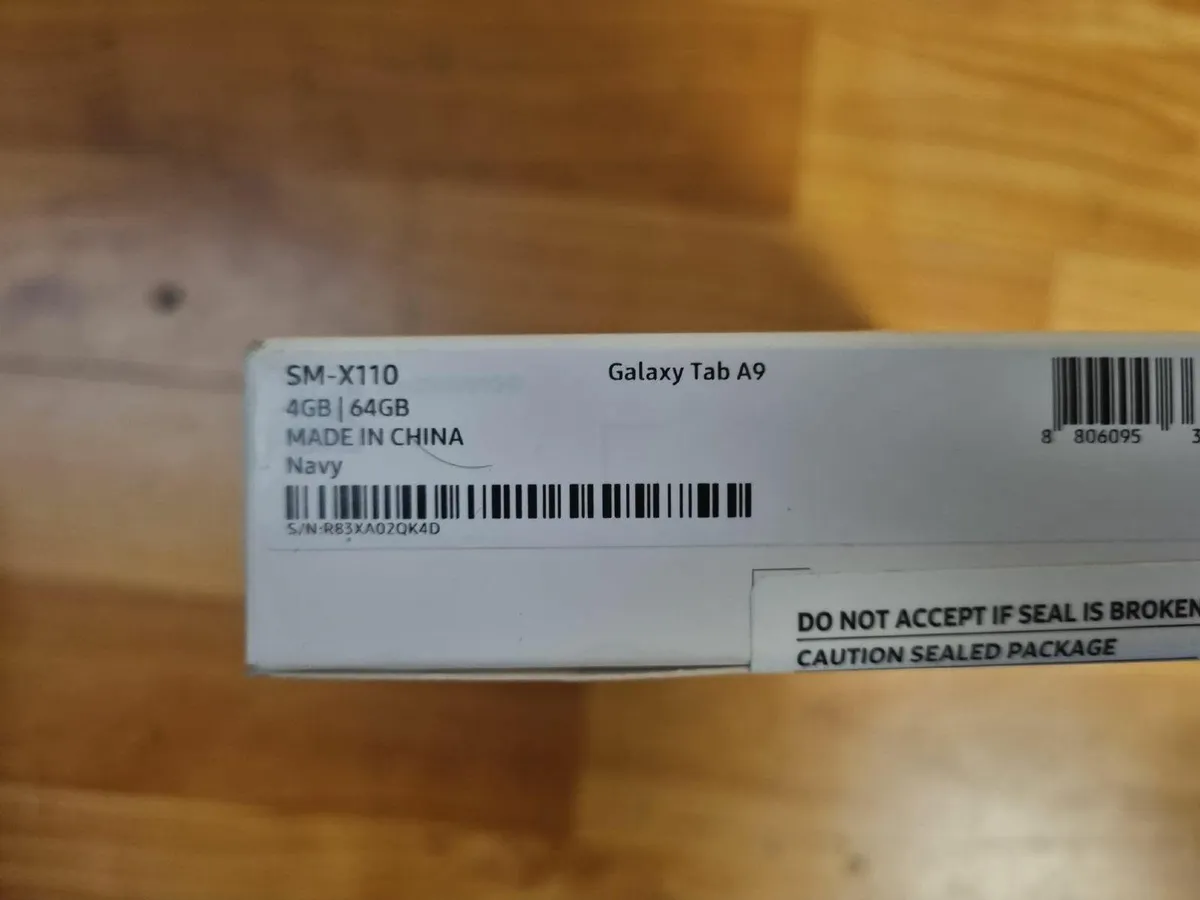 SM-X110
4GB | 64GB
MADE IN CHINA
Navy
S/N:R83XA02QK4D
Galaxy Tab A9
8 806095 3
DO NOT ACCEPT IF SEAL IS BROKEN
CAUTION SEALED PACKAGE